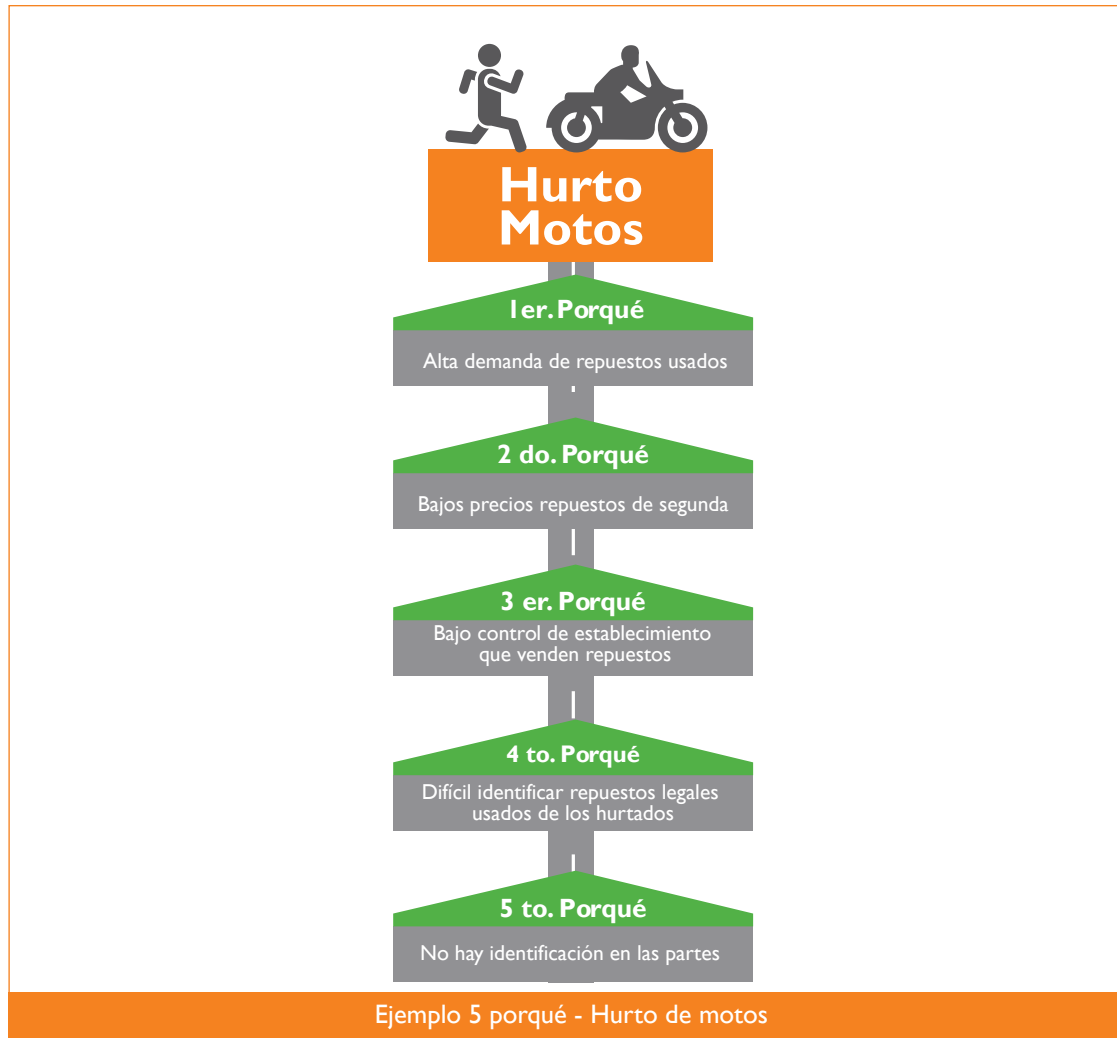 Hurto
Motos
1er. Porqué
Alta demanda de repuestos usados
2 do. Porqué
Bajos precios repuestos de segunda
3 er. Porqué
Bajo control de establecimiento
que venden repuestos
4 to. Porqué
Difícil identificar repuestos legales
usados de los hurtados
5 to. Porqué
No hay identificación en las partes
Ejemplo 5 porqué - Hurto de motos